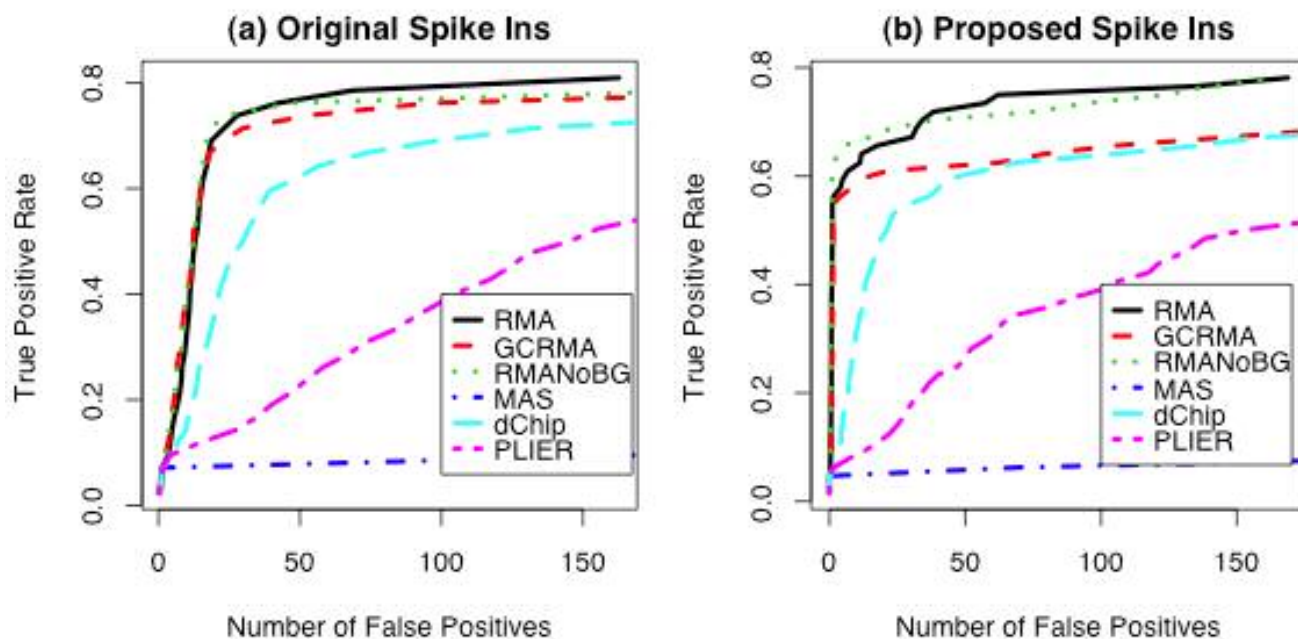 (a) Original Spike Ins
True Positive Rate
0.8
0.6
0.4
0.2
0.0
RMA
GCRMA
RMANoBG
MAS
dChip
PLIER
0 50 100 150
Number of False Positives
(b) Proposed Spike Ins
True Positive Rate
0.8
0.6
0.4
0.2
0.0
RMA
GCRMA
RMANoBG
MAS
dChip
PLIER
0 50 100 150
Number of False Positives